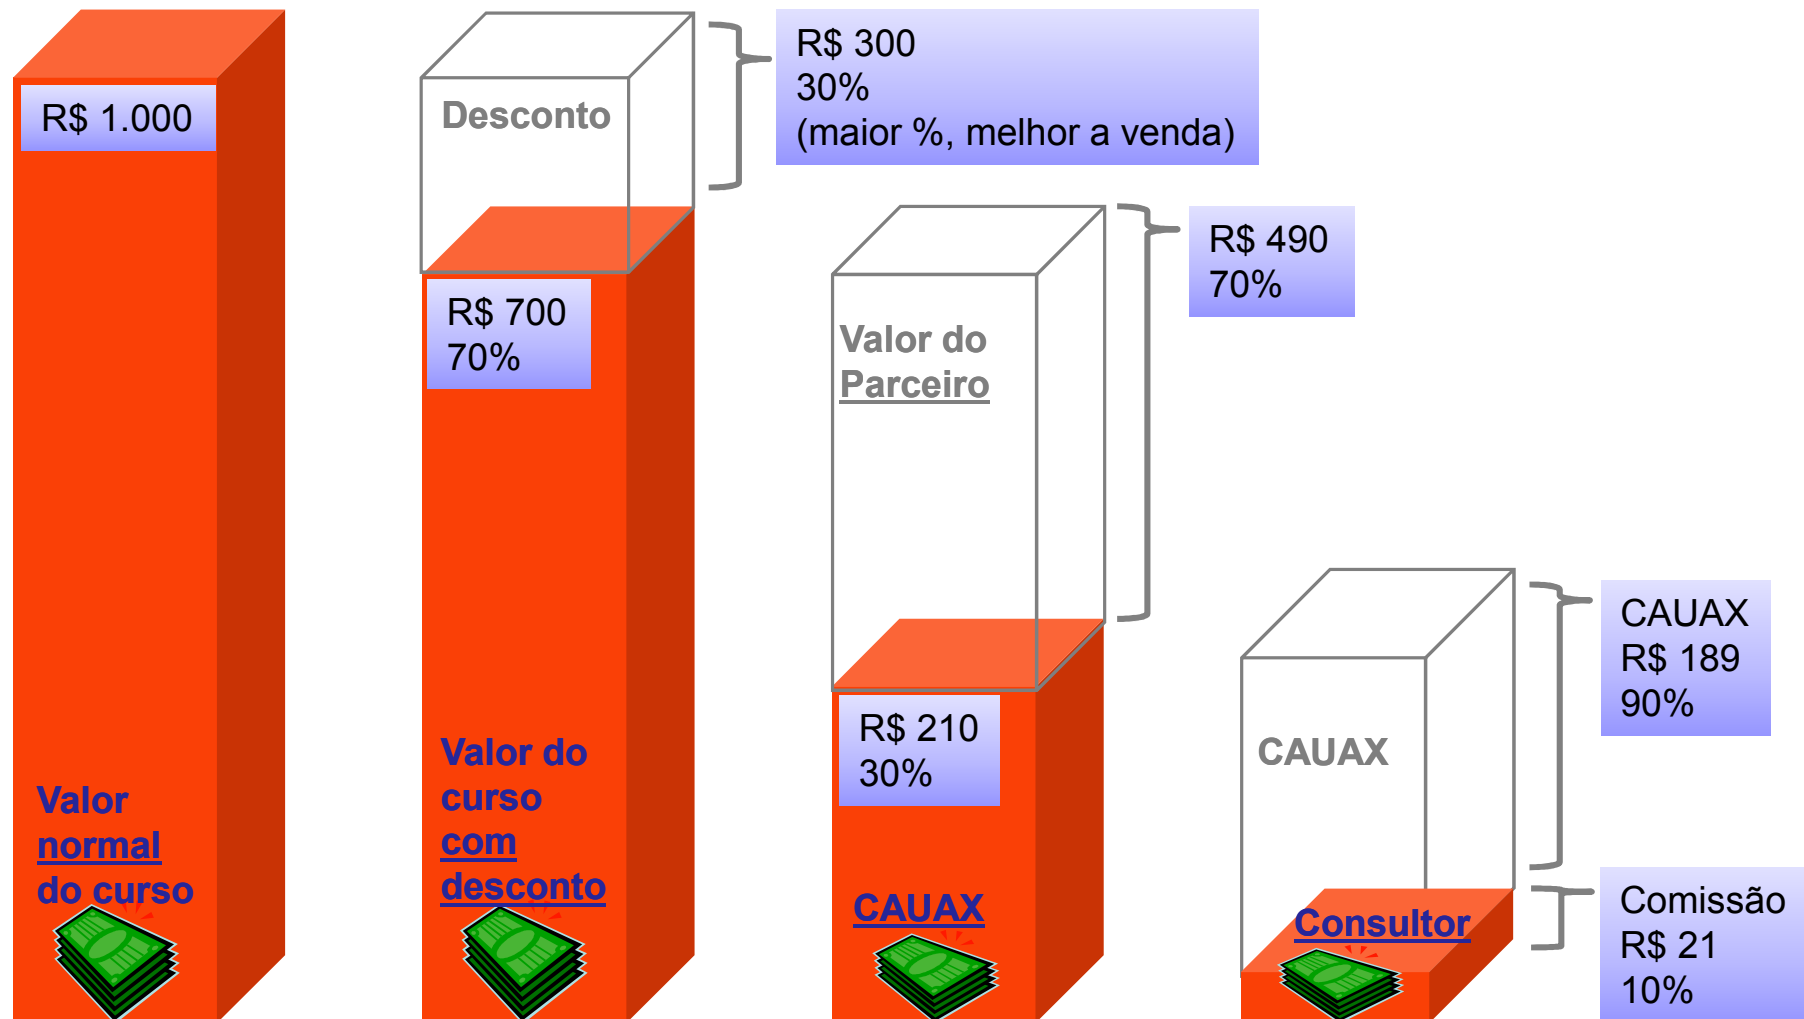 R$ 1.000
Valor
normal
do curso
Desconto
R$ 300
30%
(maior %, melhor a venda)
R$ 700
70%
Valor do
curso
com
desconto
Valor do
Parceiro
R$ 490
70%
R$ 210
30%
CAUAX
CAUAX
CAUAX
R$ 189
90%
Consultor
Comissão
R$ 21
10%